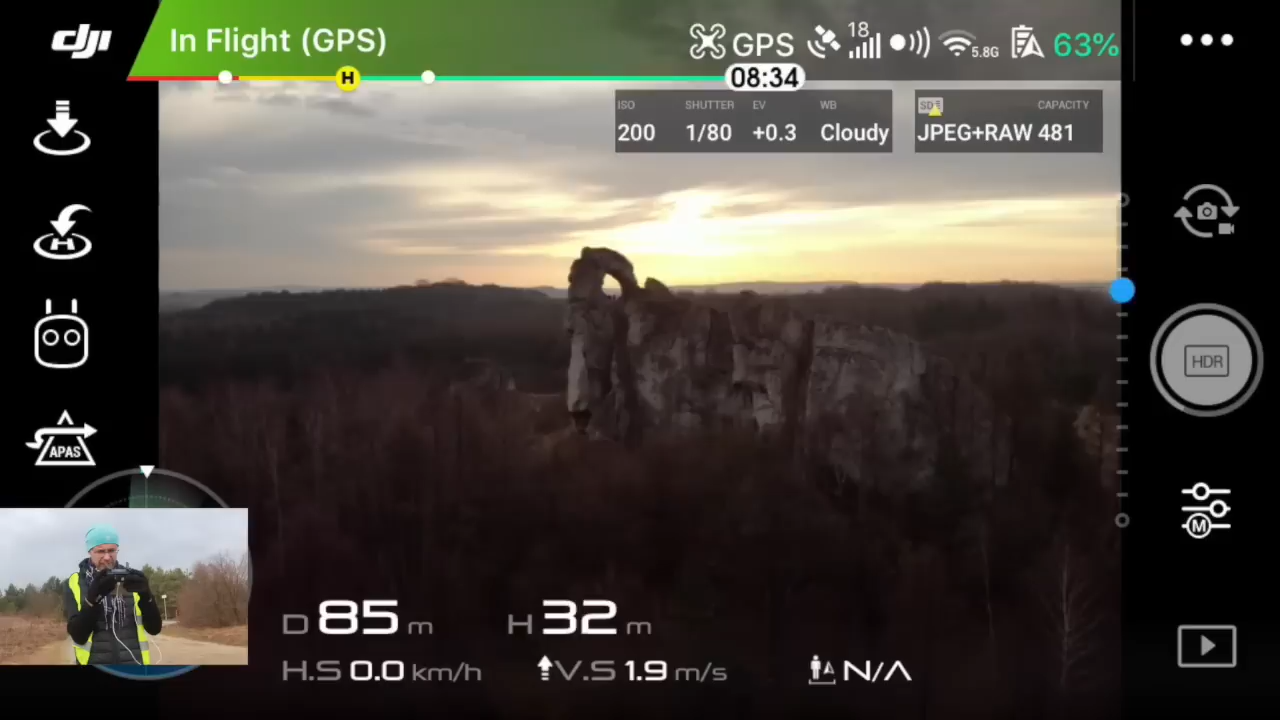 dji
In Flight (GPS)
GPS
18
5.8G
63%
H
08:34
ISO SHUTTER EV WB
200 1/80 +0.3 Cloudy
SD CAPACITY
JPEG+RAW 481
H
HDR
APAS
M
D 85 m H 32 m
H.S 0.0 km/h V.S 1.9 m/s N/A